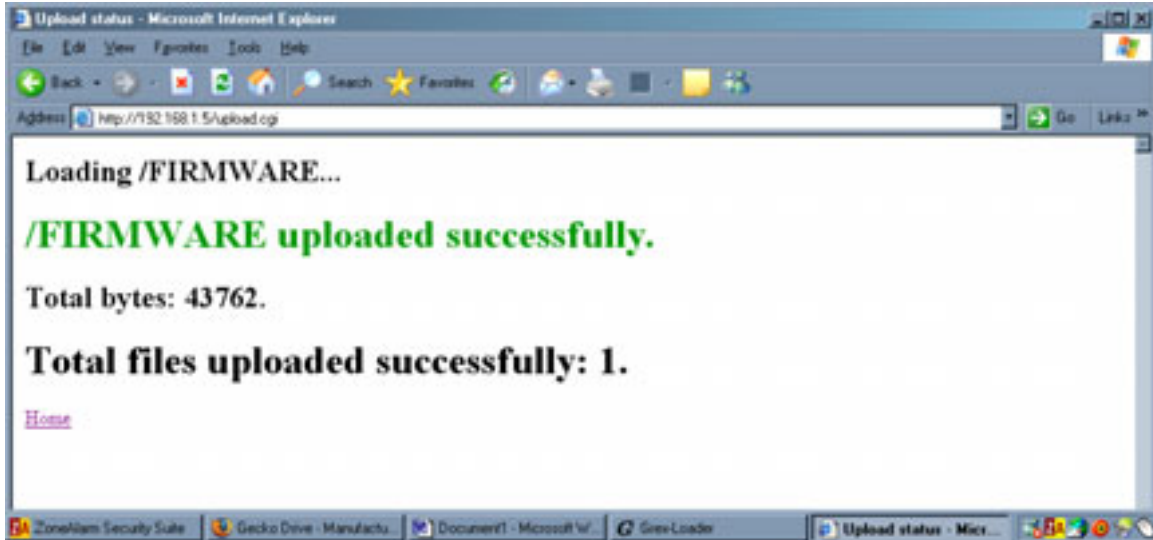 Upload status - Microsoft Internet Explorer
File Edit View Favorites Tools Help
Back Search Favorites
Address http://192.168.1.5/upload.cgi Go Links »
Loading /FIRMWARE...
/FIRMWARE uploaded successfully.
Total bytes: 43762.
Total files uploaded successfully: 1.
Home
ZoneAlarm Security Suite Gecko Drive - Manufactu... Document1 - Microsoft W... Grex-Loader Upload status - Micr...